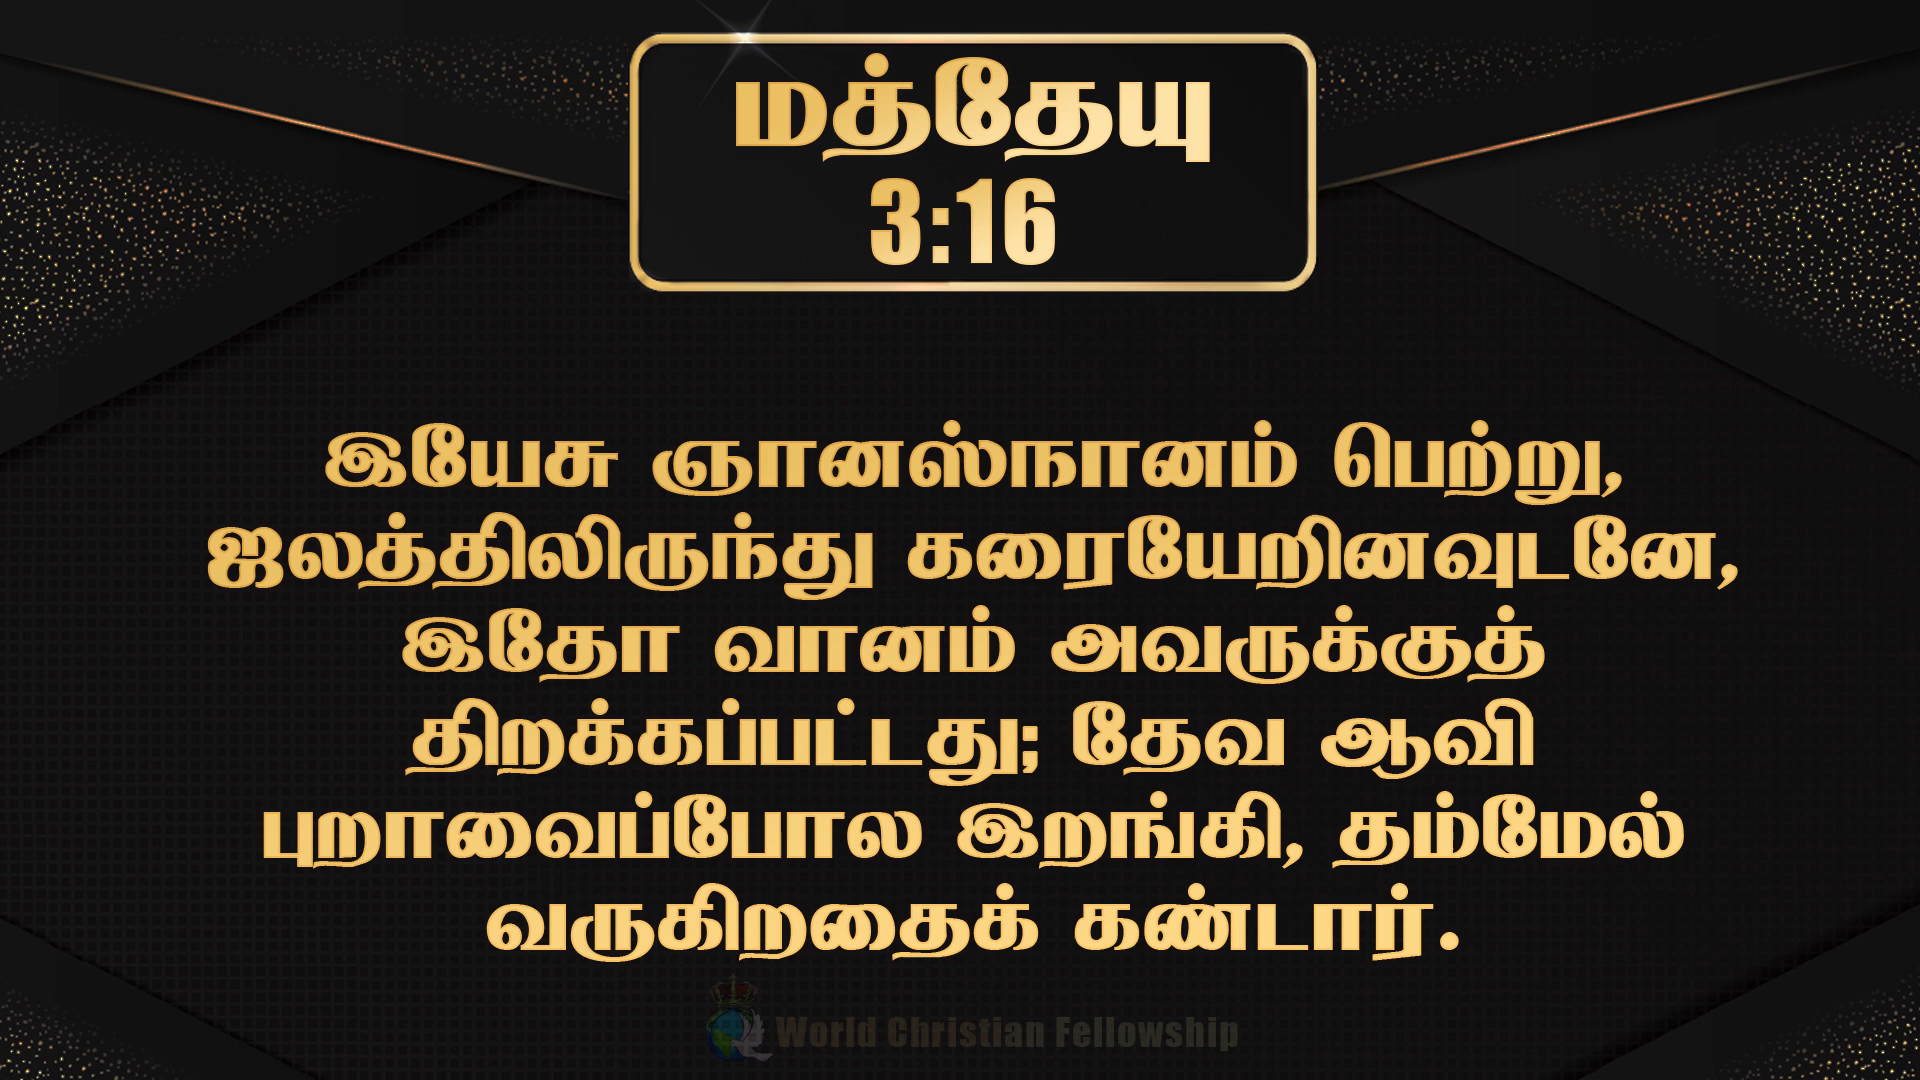 மத்தேயு
3:16
இயேசு ஞானஸ்நானம் பெற்று,
ஜலத்திலிருந்து கரையேறினவுடனே,
இதோ வானம் அவருக்குத்
திறக்கப்பட்டது; தேவ ஆவி
புறாவைப்போல இறங்கி, தம்மேல்
வருகிறதைக் கண்டார்.
World Christian Fellowship